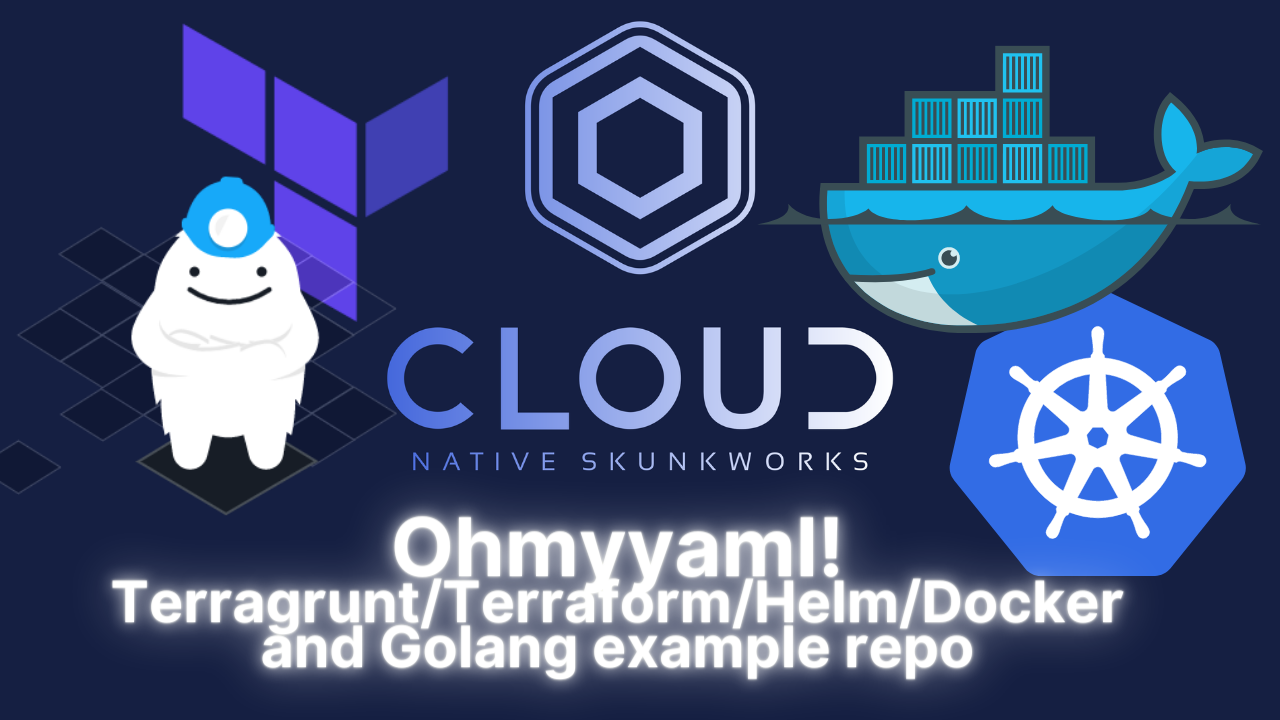 CLOUD
NATIVE SKUNKWORKS
Ohmyyaml!
Terragrunt/Terraform/Helm/Docker
and Golang example repo